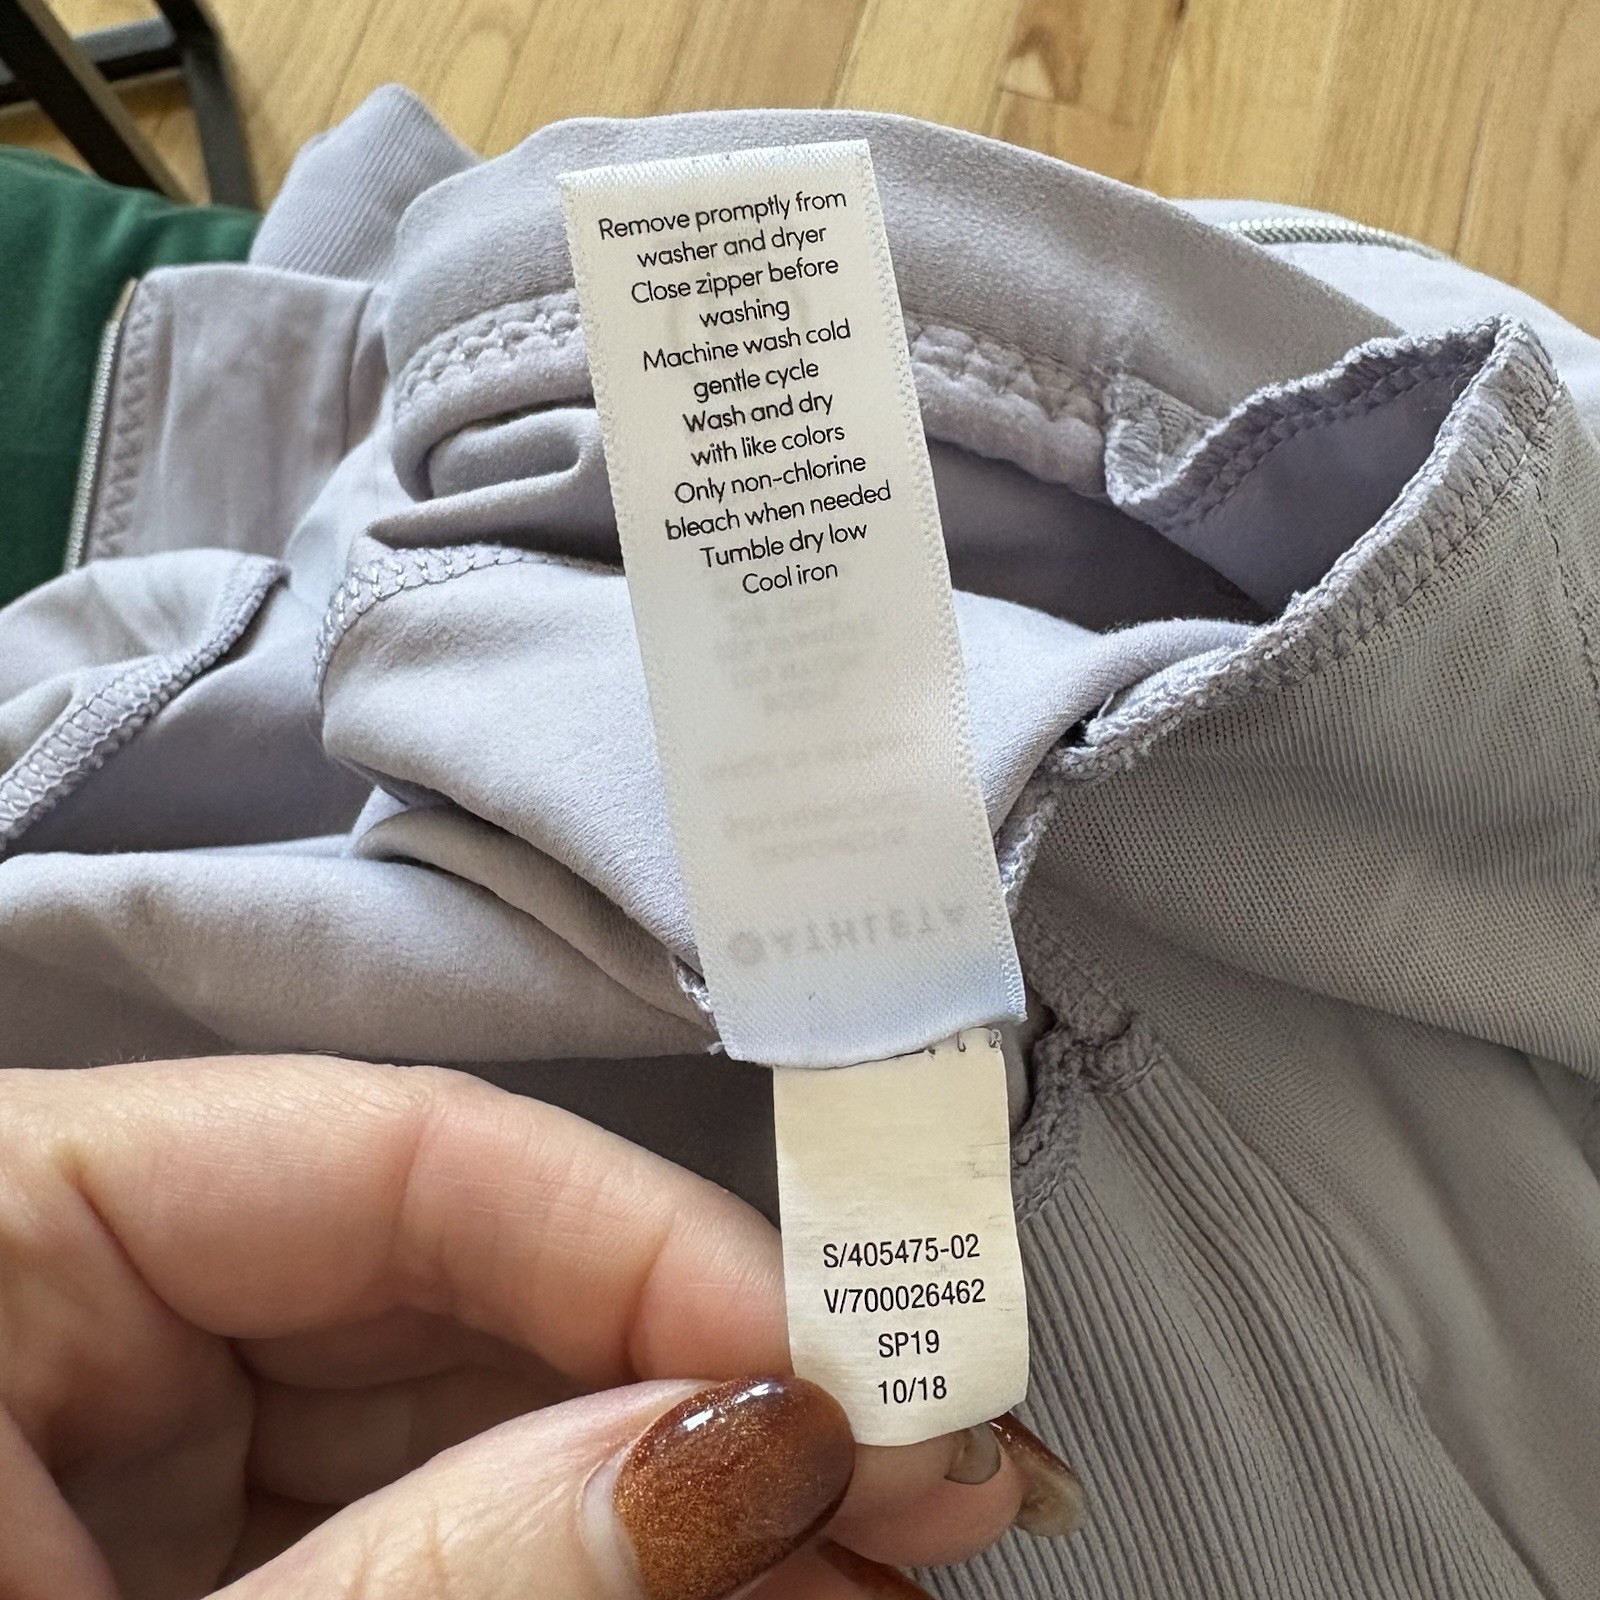 Remove promptly from
washer and dryer
Close zipper before
washing
Machine wash cold
gentle cycle
Wash and dry
with like colors
Only non-chlorine
bleach when needed
Tumble dry low
Cool iron
ATHLETA
S/405475-02
V/700026462
SP19
10/18